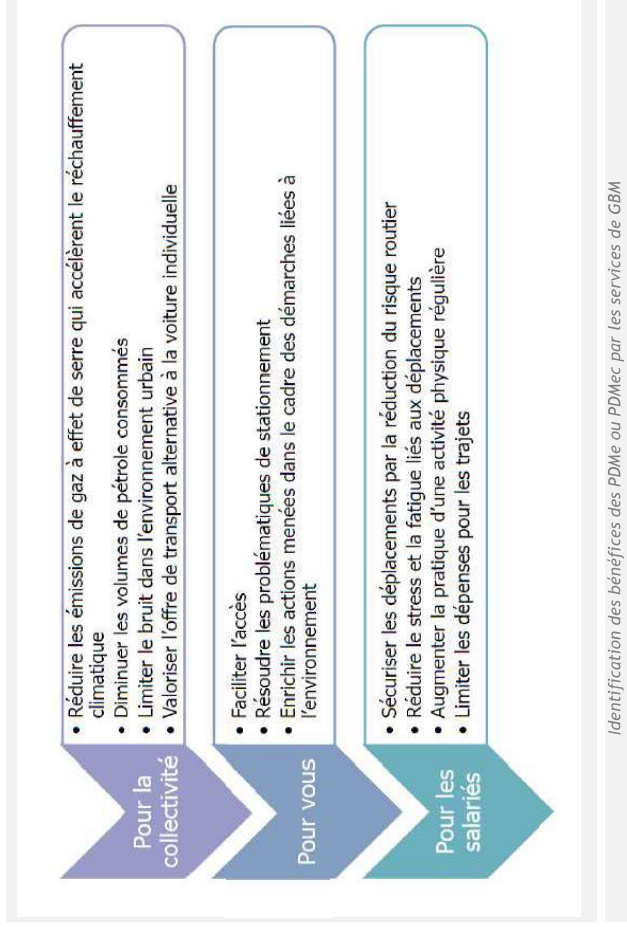 Pour la
collectivité
• Réduire les émissions de gaz à effet de serre qui accélèrent le réchauffement
climatique
• Diminuer les volumes de pétrole consommés
• Limiter le bruit dans l'environnement urbain
• Valoriser l'offre de transport alternative à la voiture individuelle
Pour vous
• Faciliter l'accès
• Résoudre les problématiques de stationnement
• Enrichir les actions menées dans le cadre des démarches liées à
l'environnement
Pour les
salariés
• Sécuriser les déplacements par la réduction du risque routier
• Réduire le stress et la fatigue liés aux déplacements
• Augmenter la pratique d'une activité physique régulière
• Limiter les dépenses pour les trajets
Identification des bénéfices des PDMe ou PDMec par les services de GBM